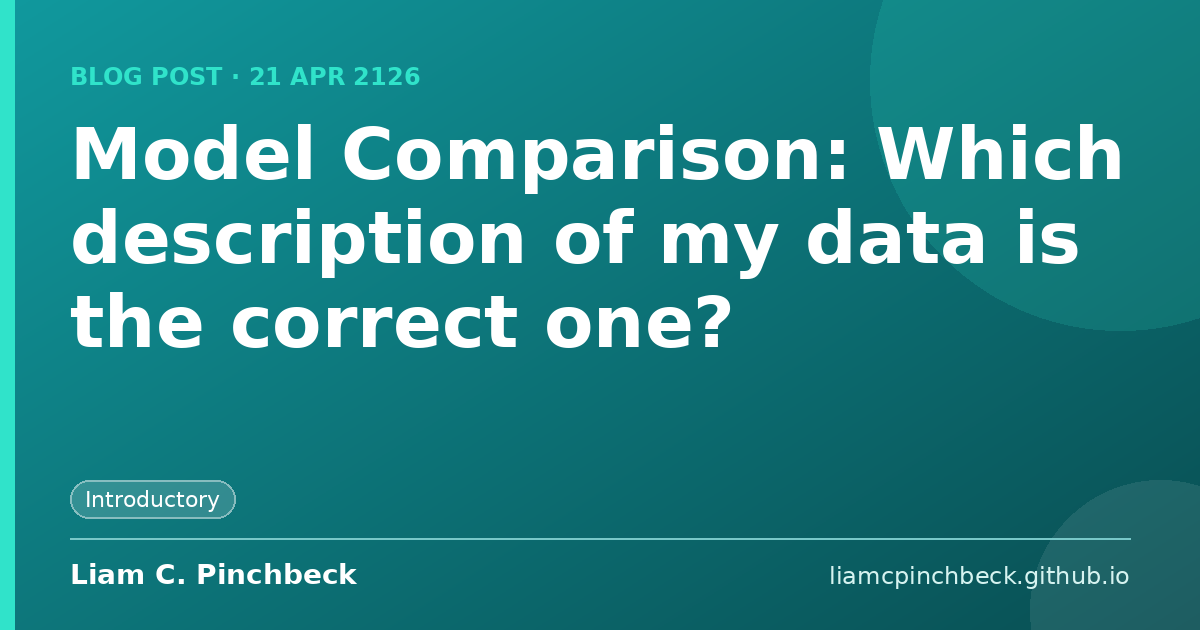 BLOG POST · 21 APR 2126
Model Comparison: Which
description of my data is
the correct one?
Introductory
Liam C. Pinchbeck
liamcpinchbeck.github.io